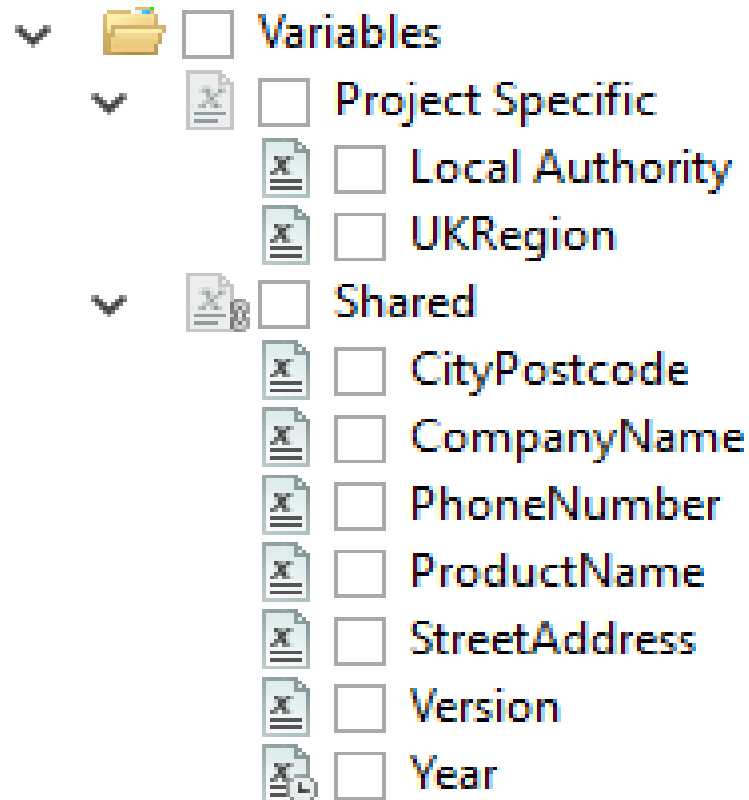 Variables
Project Specific
Local Authority
UKRegion
Shared
CityPostcode
CompanyName
PhoneNumber
ProductName
StreetAddress
Version
Year